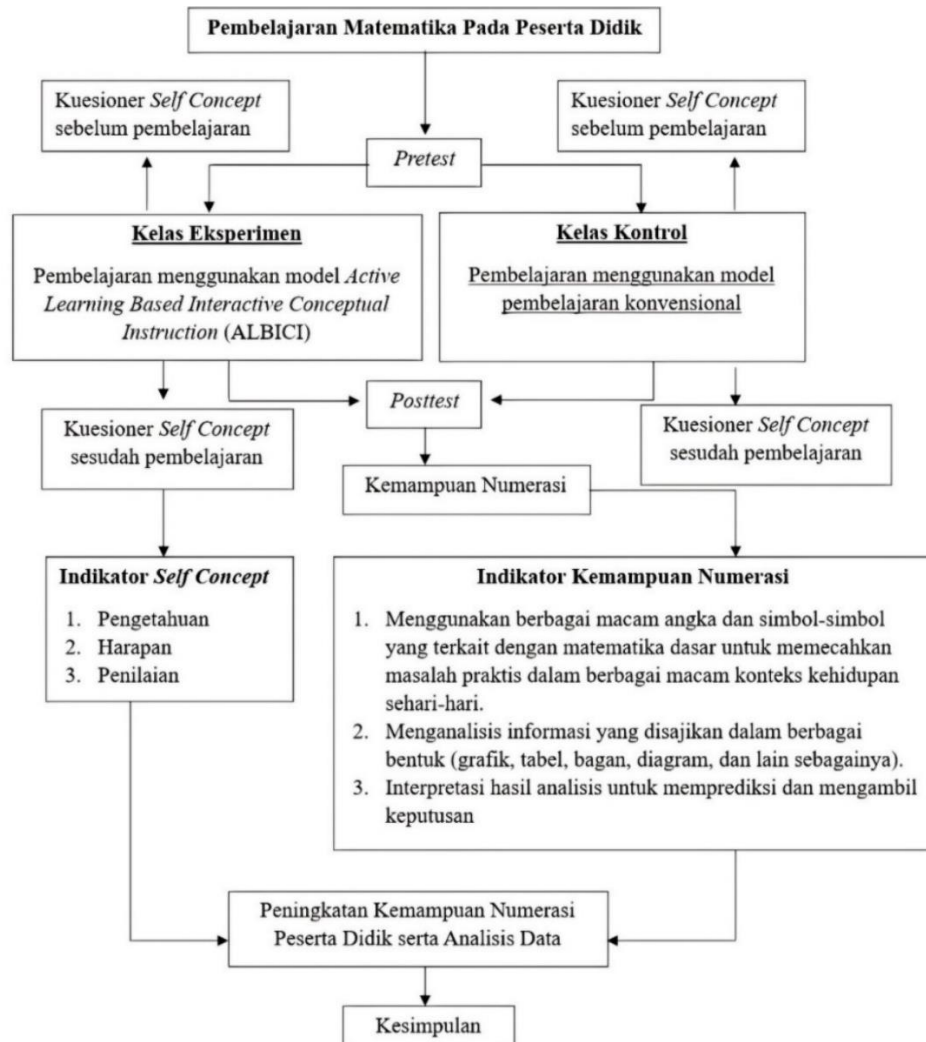 Pembelajaran Matematika Pada Peserta Didik
Kuesioner Self Concept
sebelum pembelajaran
Kuesioner Self Concept
sebelum pembelajaran
Pretest
Kelas Eksperimen
Pembelajaran menggunakan model Active
Learning Based Interactive Conceptual
Instruction (ALBICI)
Kelas Kontrol
Pembelajaran menggunakan model
pembelajaran konvensional
Posttest
Kuesioner Self Concept
sesudah pembelajaran
Kuesioner Self Concept
sesudah pembelajaran
Kemampuan Numerasi
Indikator Self Concept
1. Pengetahuan
2. Harapan
3. Penilaian
Indikator Kemampuan Numerasi
1. Menggunakan berbagai macam angka dan simbol-simbol
yang terkait dengan matematika dasar untuk memecahkan
masalah praktis dalam berbagai macam konteks kehidupan
sehari-hari.
2. Menganalisis informasi yang disajikan dalam berbagai
bentuk (grafik, tabel, bagan, diagram, dan lain sebagainya).
3. Interpretasi hasil analisis untuk memprediksi dan mengambil
keputusan
Peningkatan Kemampuan Numerasi
Peserta Didik serta Analisis Data
Kesimpulan